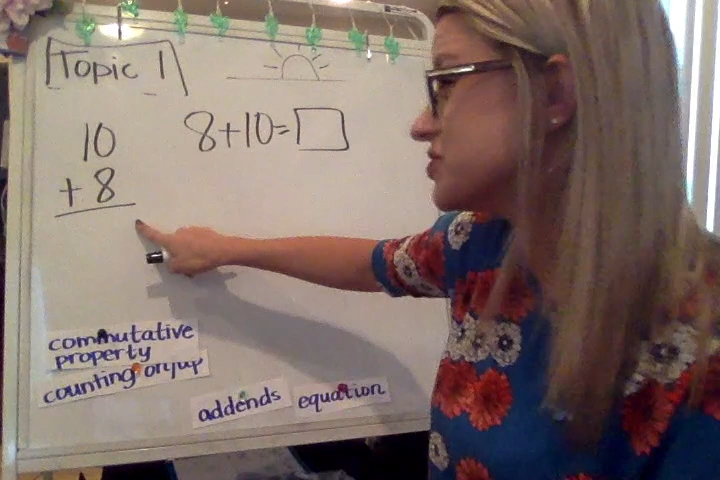 Topic 1
10
+ 8
8+10=
commutative
property
counting on/up
addends
equation